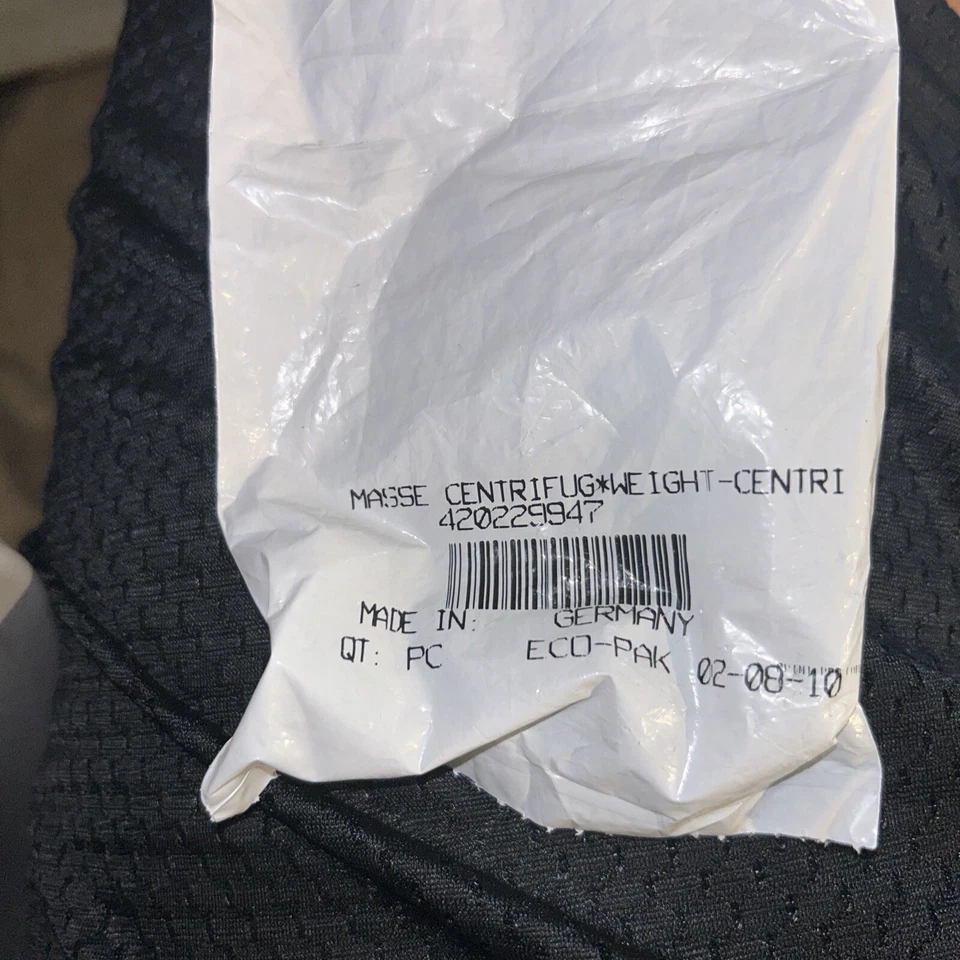 MASSE CENTRIFUG*WEIGHT-CENTRI
420229947
MADE IN: GERMANY
QT: PC ECO-PAK 02-08-10